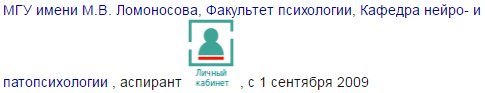 МГУ имени М.В. Ломоносова, Факультет психологии, Кафедра нейро- и
Личный
кабинет
патопсихологии , аспирант , с 1 сентября 2009